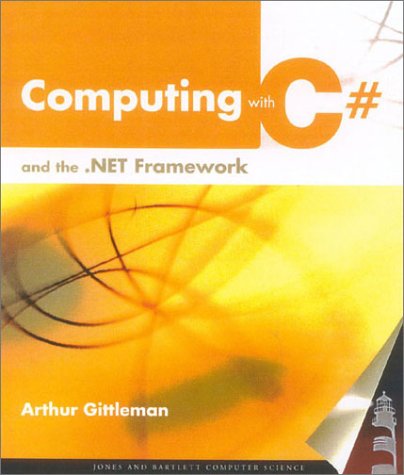 Computing with C#
and the .NET Framework
Arthur Gittleman
JONES AND BARTLETT COMPUTER SCIENCE